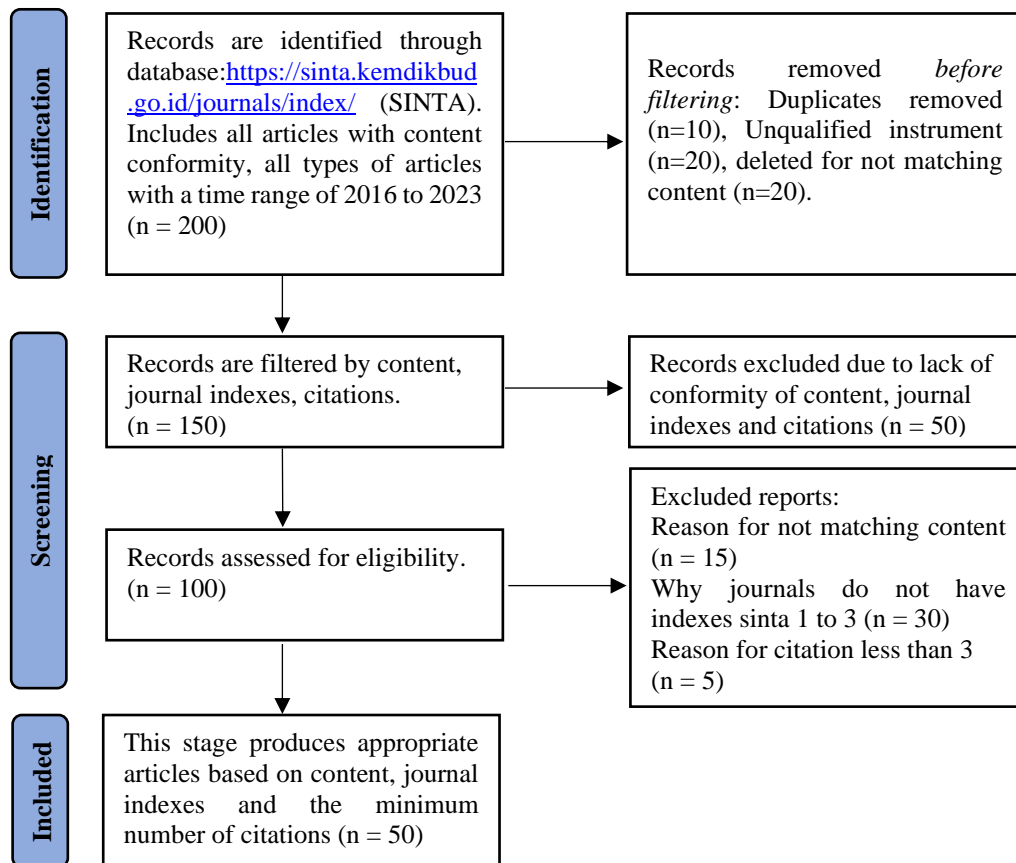 Identification
Records are identified through
database:https://sinta.kemdikbud
.go.id/journals/index/ (SINTA).
Includes all articles with content
conformity, all types of articles
with a time range of 2016 to 2023
(n = 200)
Records removed before
filtering: Duplicates removed
(n=10), Unqualified instrument
(n=20), deleted for not matching
content (n=20).
Screening
Records are filtered by content,
journal indexes, citations.
(n = 150)
Records excluded due to lack of
conformity of content, journal
indexes and citations (n = 50)
Records assessed for eligibility.
(n = 100)
Excluded reports:
Reason for not matching content
(n = 15)
Why journals do not have
indexes sinta 1 to 3 (n = 30)
Reason for citation less than 3
(n = 5)
Included
This stage produces appropriate
articles based on content, journal
indexes and the minimum
number of citations (n = 50)